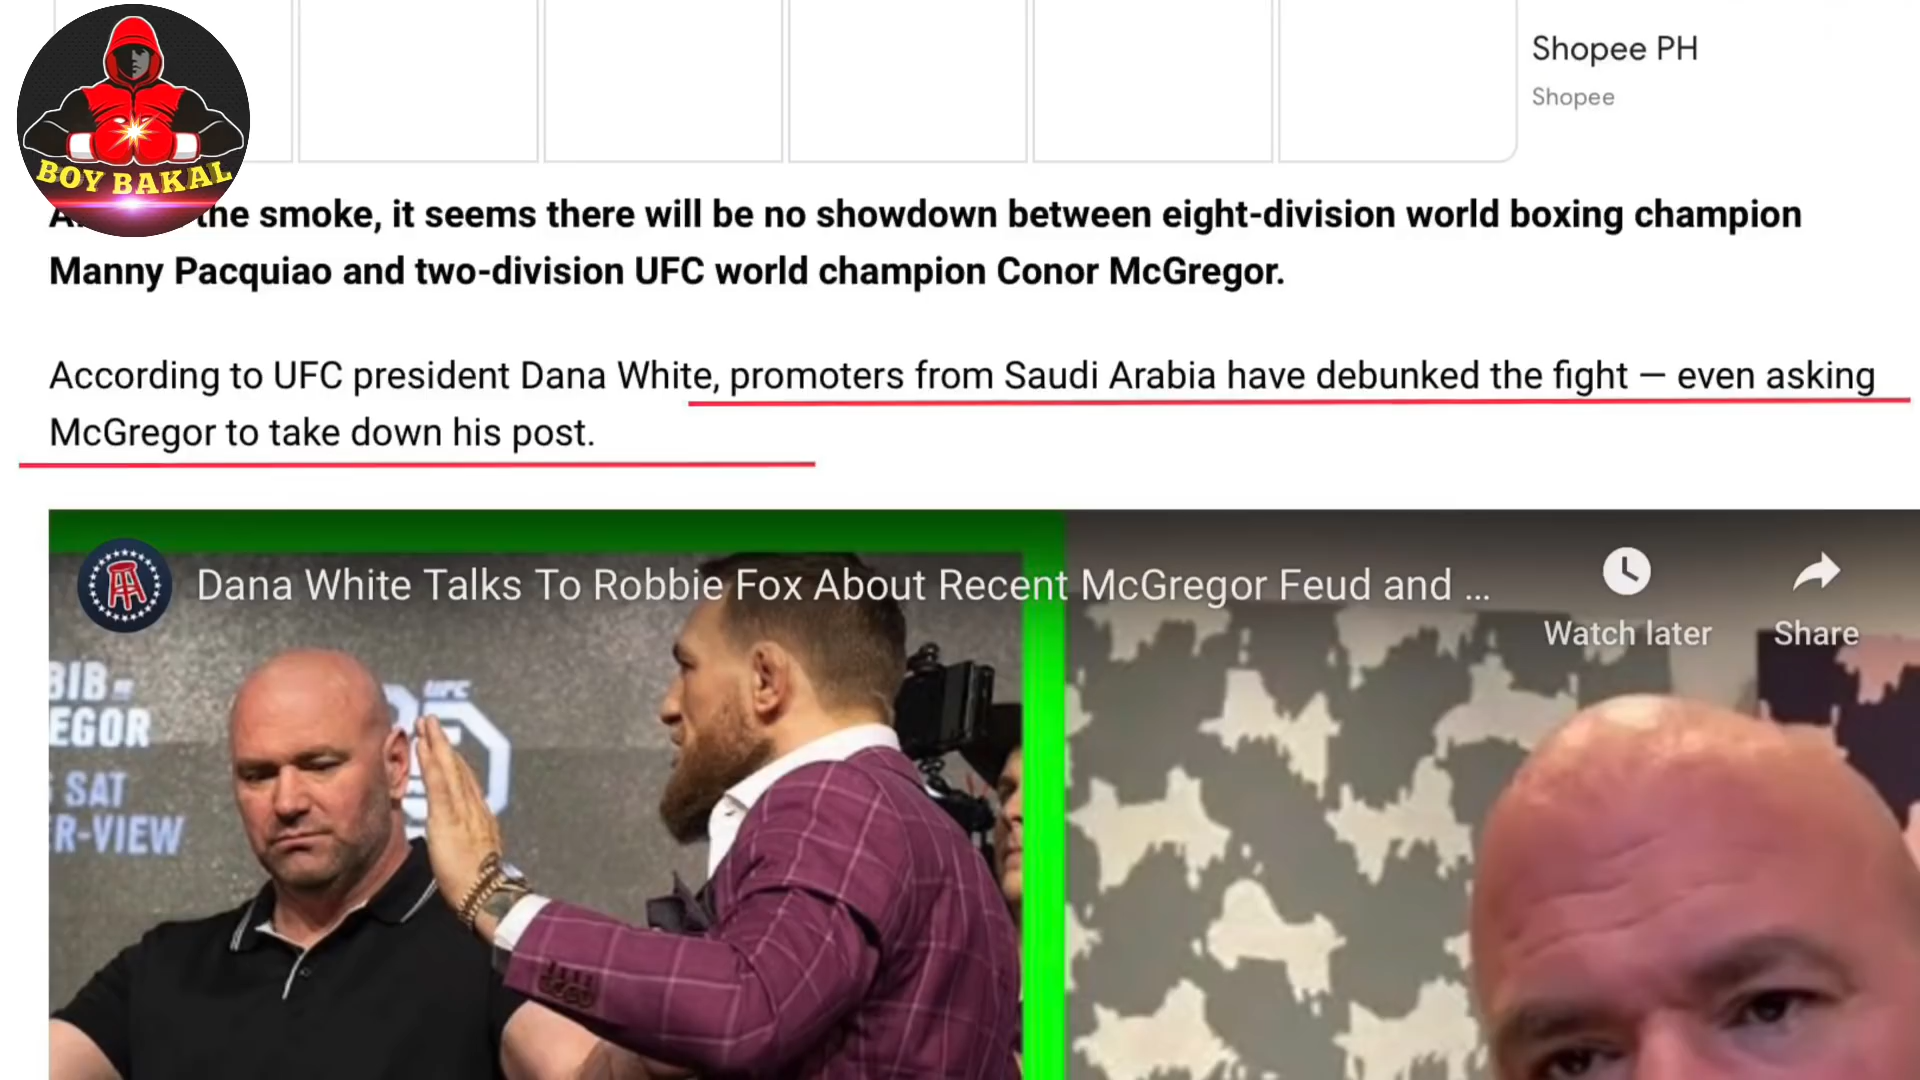 Shopee PH
Shopee
BOY BAKAL
the smoke, it seems there will be no showdown between eight-division world boxing champion
Manny Pacquiao and two-division UFC world champion Conor McGregor.
According to UFC president Dana White, promoters from Saudi Arabia have debunked the fight — even asking
McGregor to take down his post.
Dana White Talks To Robbie Fox About Recent McGregor Feud and ...
Watch later
Share
BIB -
EGOR
SAT
R-VIEW
UFC